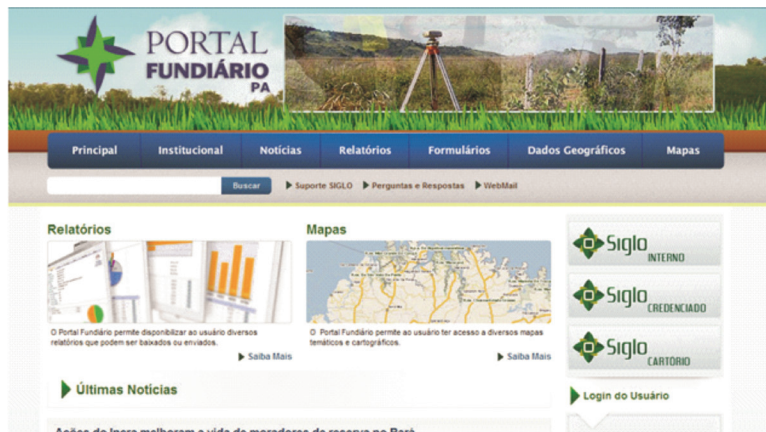 PORTAL
FUNDIÁRIO
PA
Principal Institucional Notícias Relatórios Formulários Dados Geográficos Mapas
Buscar Suporte SIGLO Perguntas e Respostas WebMail
Relatórios
Mapas
O Portal Fundiário permite disponibilizar ao usuário diversos
relatórios que podem ser baixados ou enviados.
Saiba Mais
O Portal Fundiário permite ao usuário ter acesso a diversos mapas
temáticos e cartográficos.
Saiba Mais
Siglo
INTERNO
Siglo
CREDENCIADO
Siglo
CARTÓRIO
Últimas Notícias
Login do Usuário